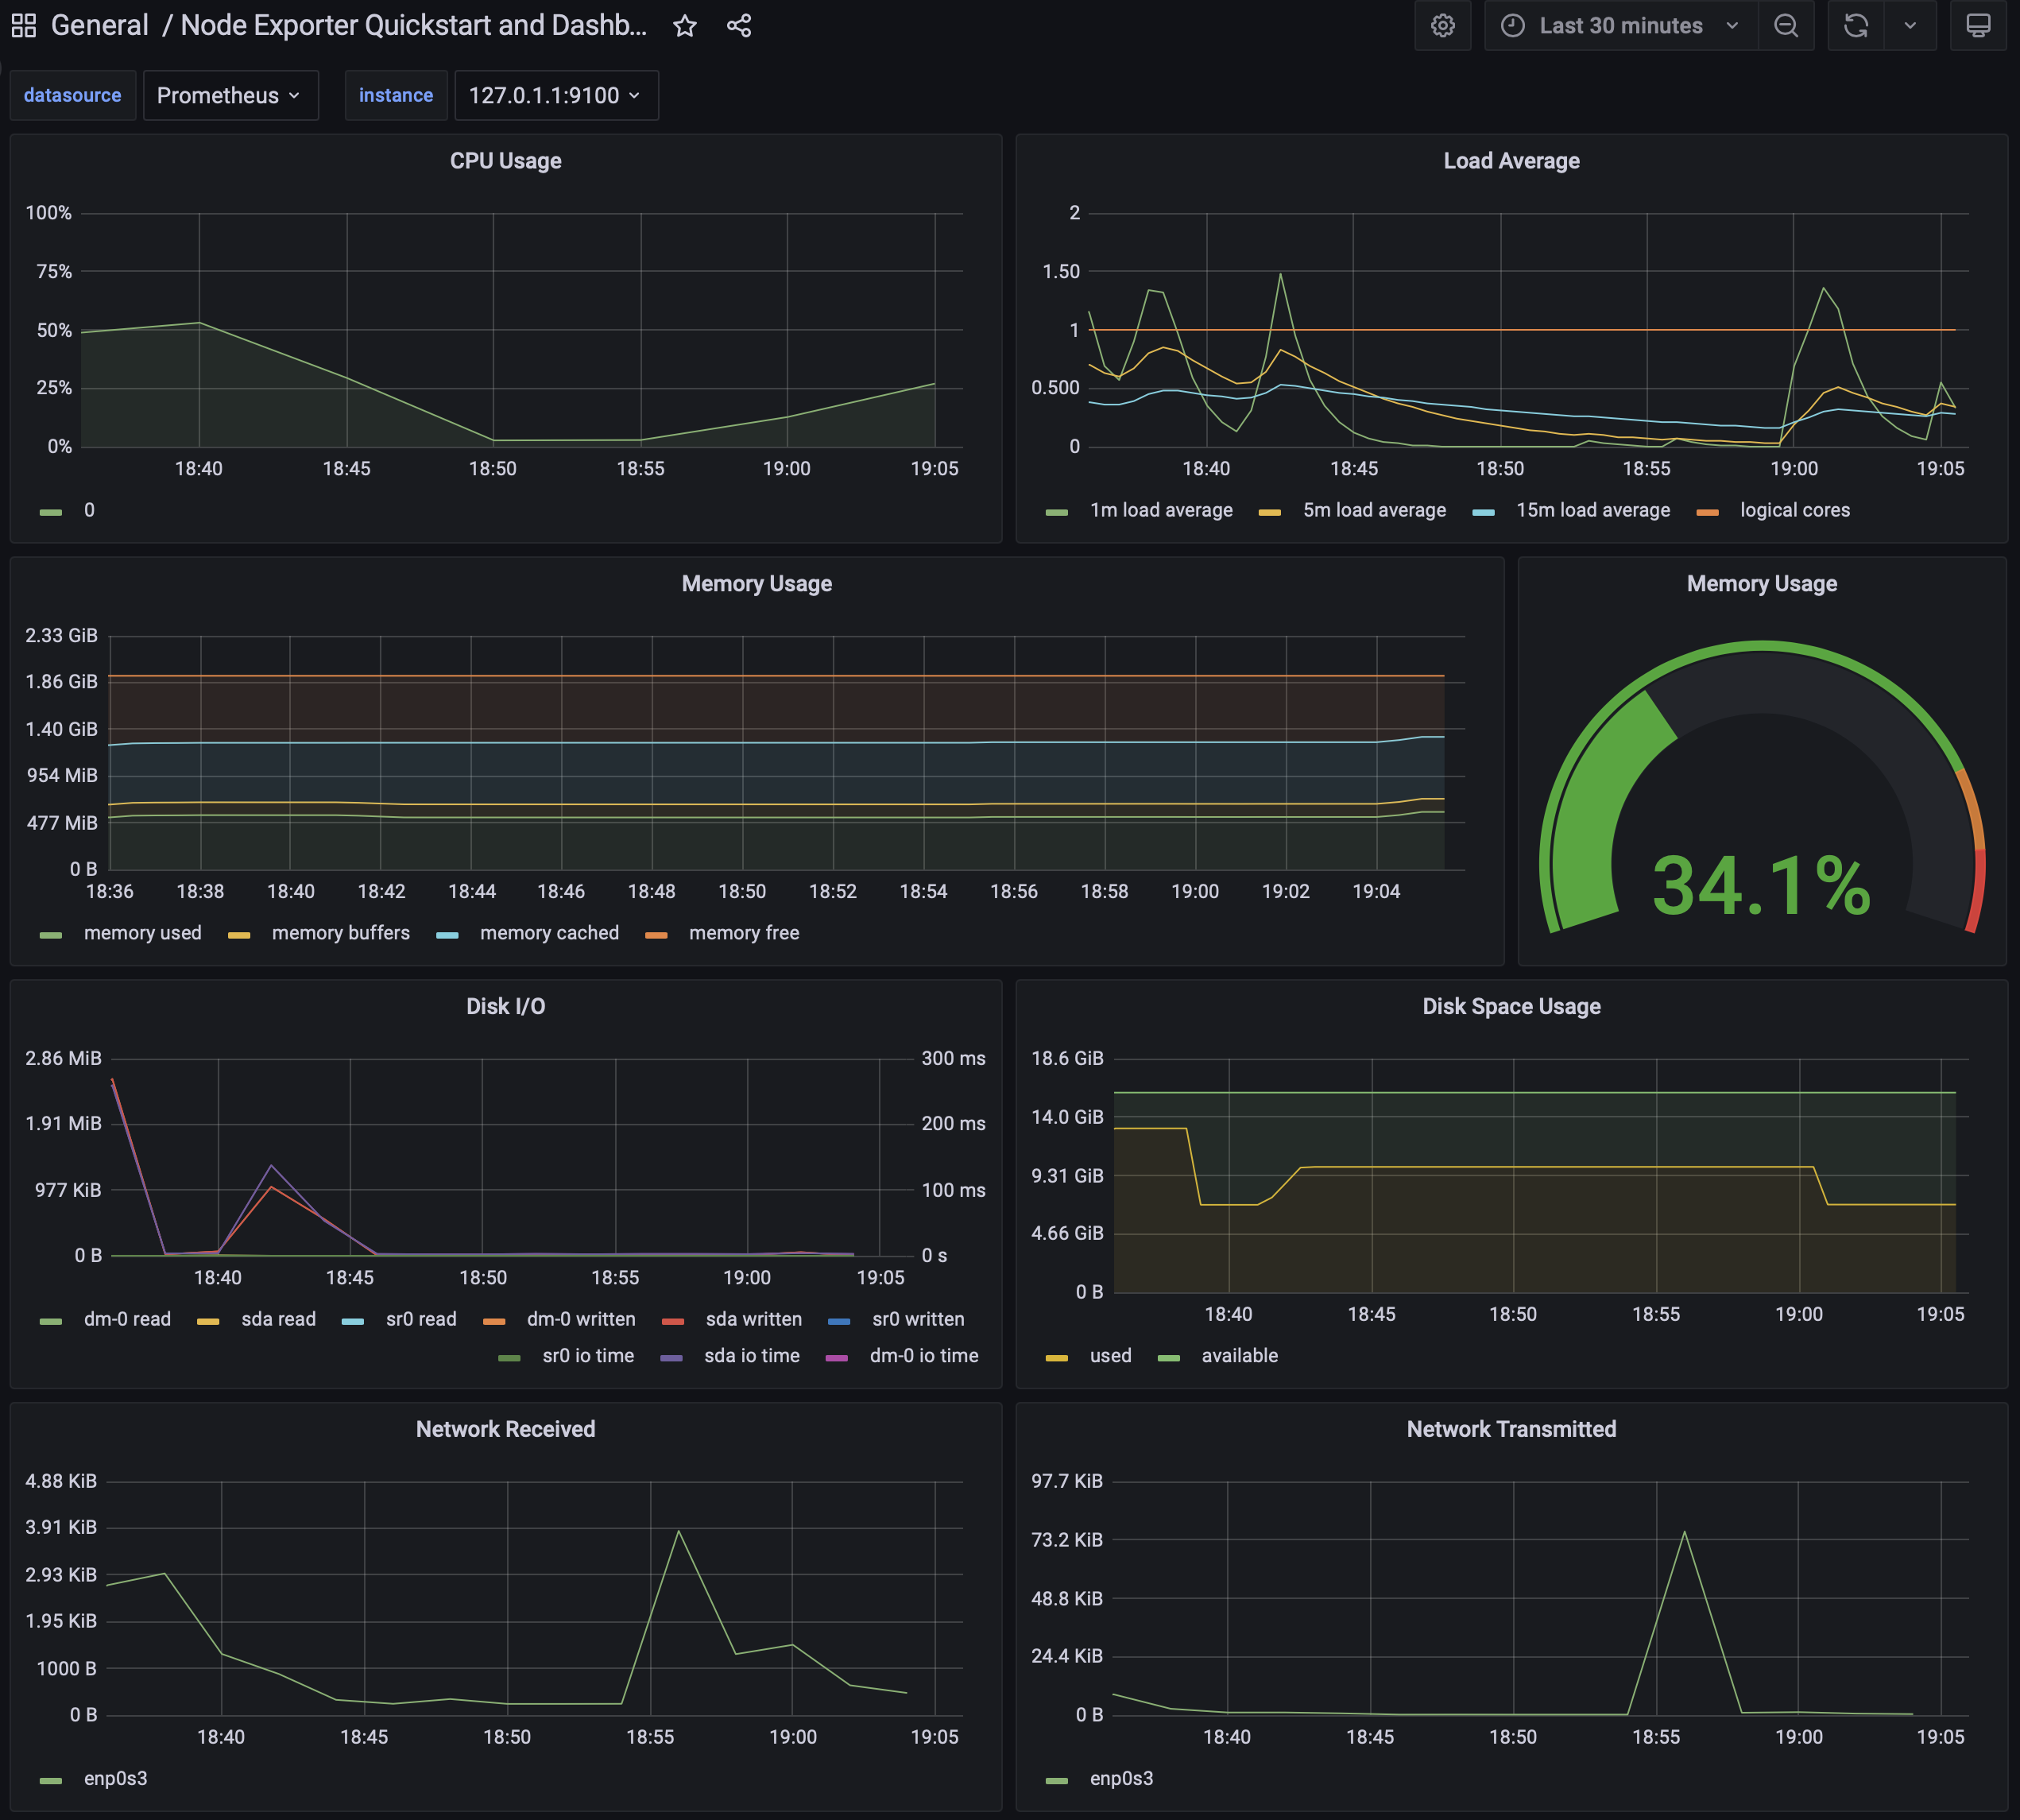 General / Node Exporter Quickstart and Dashb...
Last 30 minutes
datasource Prometheus instance 127.0.1.1:9100
CPU Usage
100%
75%
50%
25%
0%
18:40 18:45 18:50 18:55 19:00 19:05
0
Load Average
2
1.50
1
0.500
0
18:40 18:45 18:50 18:55 19:00 19:05
1m load average 5m load average 15m load average logical cores
Memory Usage
2.33 GiB
1.86 GiB
1.40 GiB
954 MiB
477 MiB
0 B
18:36 18:38 18:40 18:42 18:44 18:46 18:48 18:50 18:52 18:54 18:56 18:58 19:00 19:02 19:04
memory used memory buffers memory cached memory free
Memory Usage
34.1%
Disk I/O
2.86 MiB 300 ms
1.91 MiB 200 ms
977 KiB 100 ms
0 B 0 s
18:40 18:45 18:50 18:55 19:00 19:05
dm-0 read sda read sr0 read dm-0 written sda written sr0 written
sr0 io time sda io time dm-0 io time
Disk Space Usage
18.6 GiB
14.0 GiB
9.31 GiB
4.66 GiB
0 B
18:40 18:45 18:50 18:55 19:00 19:05
used available
Network Received
4.88 KiB
3.91 KiB
2.93 KiB
1.95 KiB
1000 B
0 B
18:40 18:45 18:50 18:55 19:00 19:05
enp0s3
Network Transmitted
97.7 KiB
73.2 KiB
48.8 KiB
24.4 KiB
0 B
18:40 18:45 18:50 18:55 19:00 19:05
enp0s3